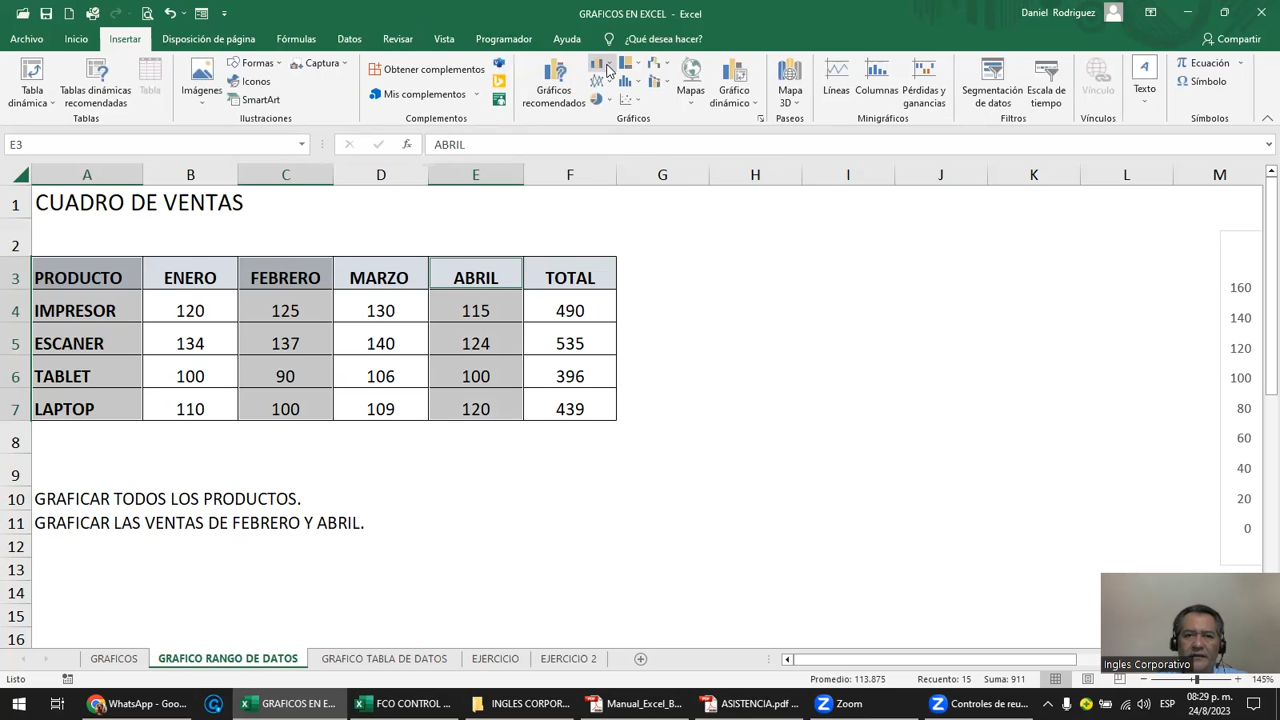 GRAFICOS EN EXCEL - Excel
Daniel Rodriguez
Archivo Inicio Insertar Disposición de página Fórmulas Datos Revisar Vista Programador Ayuda ¿Qué desea hacer? Compartir
Tabla dinámica Tablas dinámicas recomendadas Tabla
Tablas
Imágenes Formas Iconos SmartArt Captura
Ilustraciones
Obtener complementos
Mis complementos
Complementos
Gráficos recomendados Mapas Gráfico dinámico
Gráficos
Mapa 3D
Paseos
Líneas Columnas Pérdidas y ganancias
Minigráficos
Segmentación de datos Escala de tiempo
Filtros
Vínculo
Vínculos
Texto
Ecuación
Símbolo
Símbolos
E3 fx ABRIL
A B C D E F G H I J K L M
1 CUADRO DE VENTAS
2
3 PRODUCTO ENERO FEBRERO MARZO ABRIL TOTAL
4 IMPRESOR 120 125 130 115 490
5 ESCANER 134 137 140 124 535
6 TABLET 100 90 106 100 396
7 LAPTOP 110 100 109 120 439
8
9
10 GRAFICAR TODOS LOS PRODUCTOS.
11 GRAFICAR LAS VENTAS DE FEBRERO Y ABRIL.
12
13
14
15
16
160
140
120
100
80
60
40
20
0
Ingles Corporativo
GRAFICOS GRAFICO RANGO DE DATOS GRAFICO TABLA DE DATOS EJERCICIO EJERCICIO 2
Listo Promedio: 113.875 Recuento: 15 Suma: 911 145%
WhatsApp - Goo... GRAFICOS EN E... FCO CONTROL ... INGLES CORPOR... Manual_Excel_B... ASISTENCIA.pdf ... Zoom Controles de reu... ESP 08:29 p. m.
24/8/2023